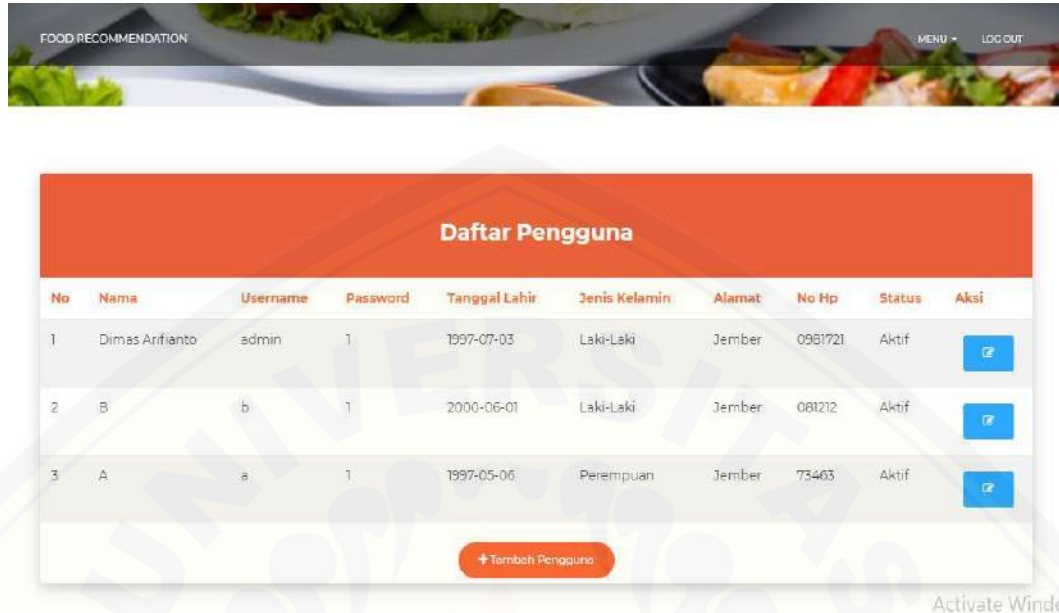 FOOD RECOMMENDATION MENU LOG OUT
Daftar Pengguna
No Nama Username Password Tanggal Lahir Jenis Kelamin Alamat No Hp Status Aksi
1 Dimas Arifianto admin 1 1997-07-03 Laki-Laki Jember 0981721 Aktif
2 B b 1 2000-06-01 Laki-Laki Jember 081212 Aktif
3 A a 1 1997-05-06 Perempuan Jember 73463 Aktif
+ Tambah Pengguna
Activate Windo
UNIVERSITAS